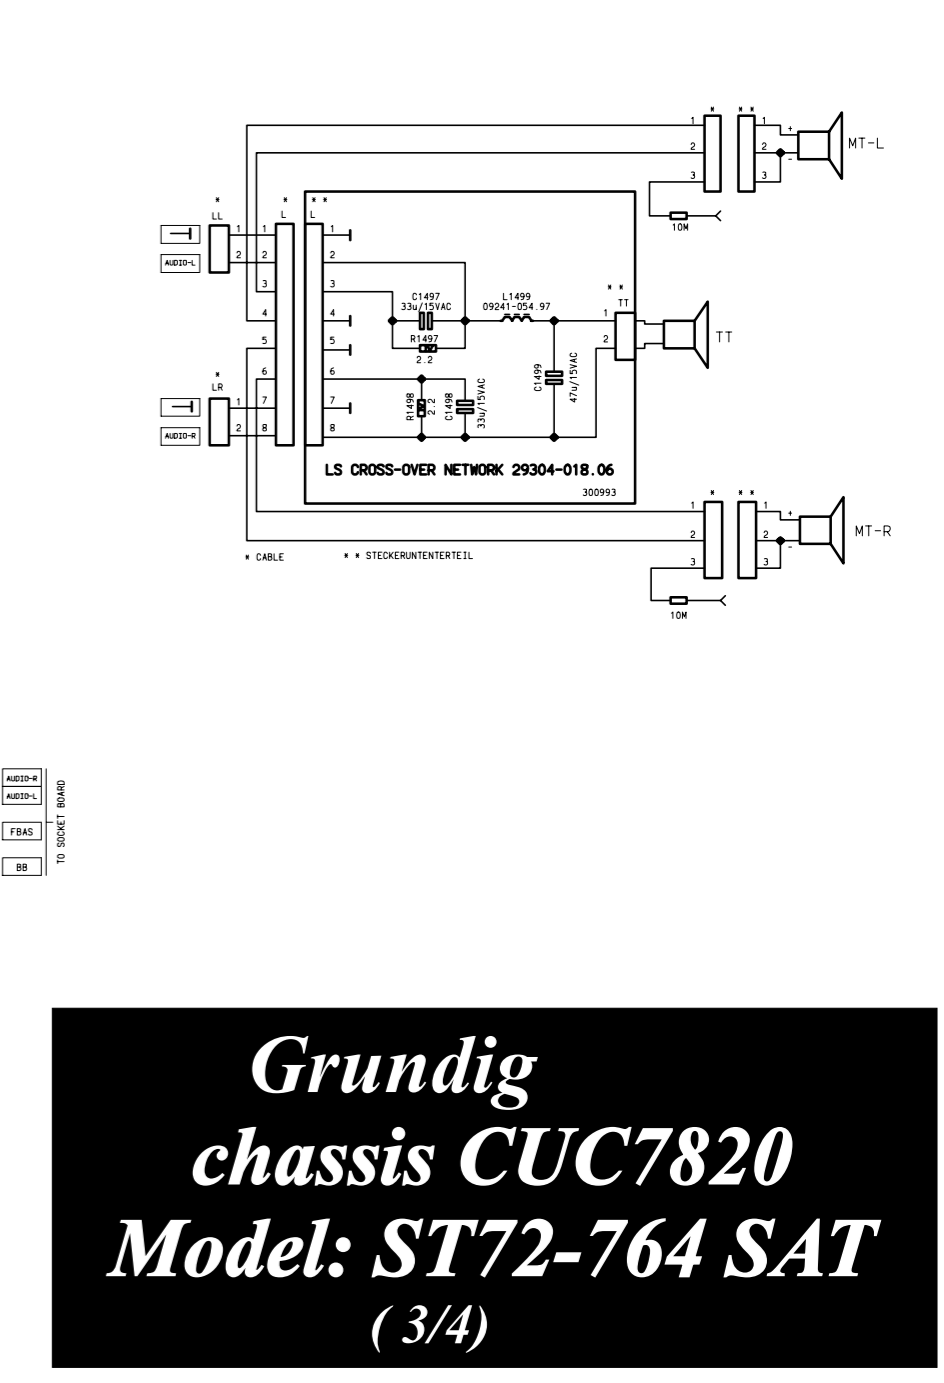 * * *
1 1 +
2 2 MT-L
3 3 -
10M
* * * *
LL L L
1 1 1
AUDIO-L 2 2 2
3 3
4 4
5 5
6 6
* 7 7
LR 8 8
1
AUDIO-R 2
C1497
33u/15VAC
R1497
2.2
L1499
09241-054.97
* *
TT
1
2
TT
R1498
2.2
C1498
33u/15VAC
C1499
47u/15VAC
LS CROSS-OVER NETWORK 29304-018.06
300993
* * *
1 1 +
2 2 MT-R
3 3 -
10M
* CABLE * * STECKERUNTENTERTEIL
AUDIO-R
AUDIO-L
FBAS
BB
TO SOCKET BOARD
Grundig
chassis CUC7820
Model: ST72-764 SAT
( 3/4)